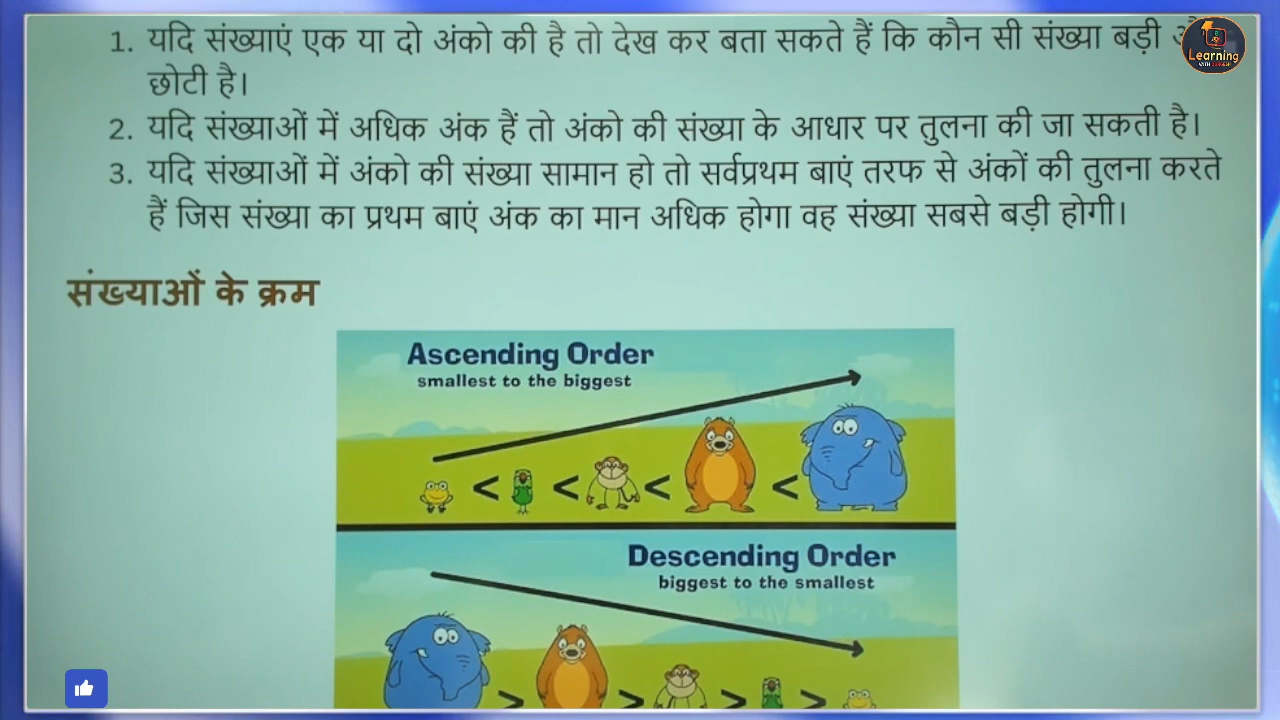 1. यदि संख्याएं एक या दो अंको की है तो देख कर बता सकते हैं कि कौन सी संख्या बड़ी
छोटी है।
2. यदि संख्याओं में अधिक अंक हैं तो अंको की संख्या के आधार पर तुलना की जा सकती है।
3. यदि संख्याओं में अंको की संख्या सामान हो तो सर्वप्रथम बाएं तरफ से अंकों की तुलना करते
हैं जिस संख्या का प्रथम बाएं अंक का मान अधिक होगा वह संख्या सबसे बड़ी होगी।
संख्याओं के क्रम
Ascending Order
smallest to the biggest
< < < <
Descending Order
biggest to the smallest
> > > >
Learning